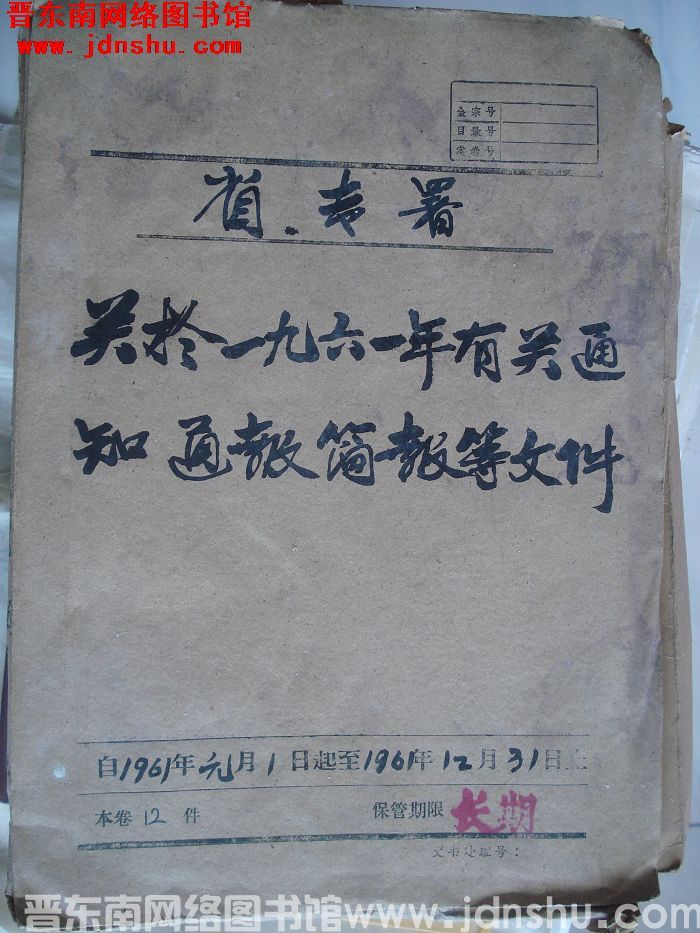 晋东南网络图书馆
www.jdnshu.com
全宗号
目录号
案卷号
省.专署
关於一九六一年有关通
知通报简报等文件
自1961年元月1日起至1961年12月31日止
本卷12件 保管期限 长期
文书处理号：
晋东南网络图书馆www.jdnshu.com